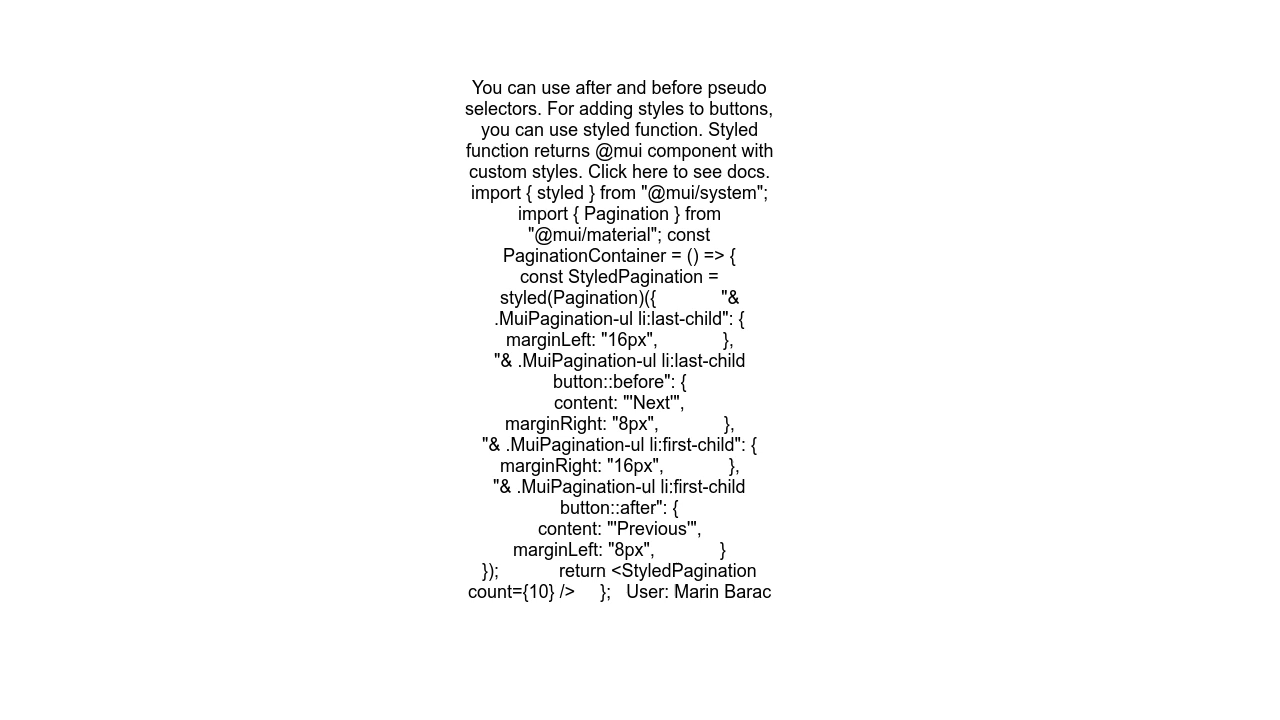 You can use after and before pseudo
selectors. For adding styles to buttons,
you can use styled function. Styled
function returns @mui component with
custom styles. Click here to see docs.
import { styled } from "@mui/system";
import { Pagination } from
"@mui/material"; const
PaginationContainer = () => {
const StyledPagination =
styled(Pagination)({ "&
.MuiPagination-ul li:last-child": {
marginLeft: "16px", },
"& .MuiPagination-ul li:last-child
button::before": {
content: "'Next'",
marginRight: "8px", },
"& .MuiPagination-ul li:first-child": {
marginRight: "16px", },
"& .MuiPagination-ul li:first-child
button::after": {
content: "'Previous'",
marginLeft: "8px", }
}); return <StyledPagination
count={10} /> }; User: Marin Barac